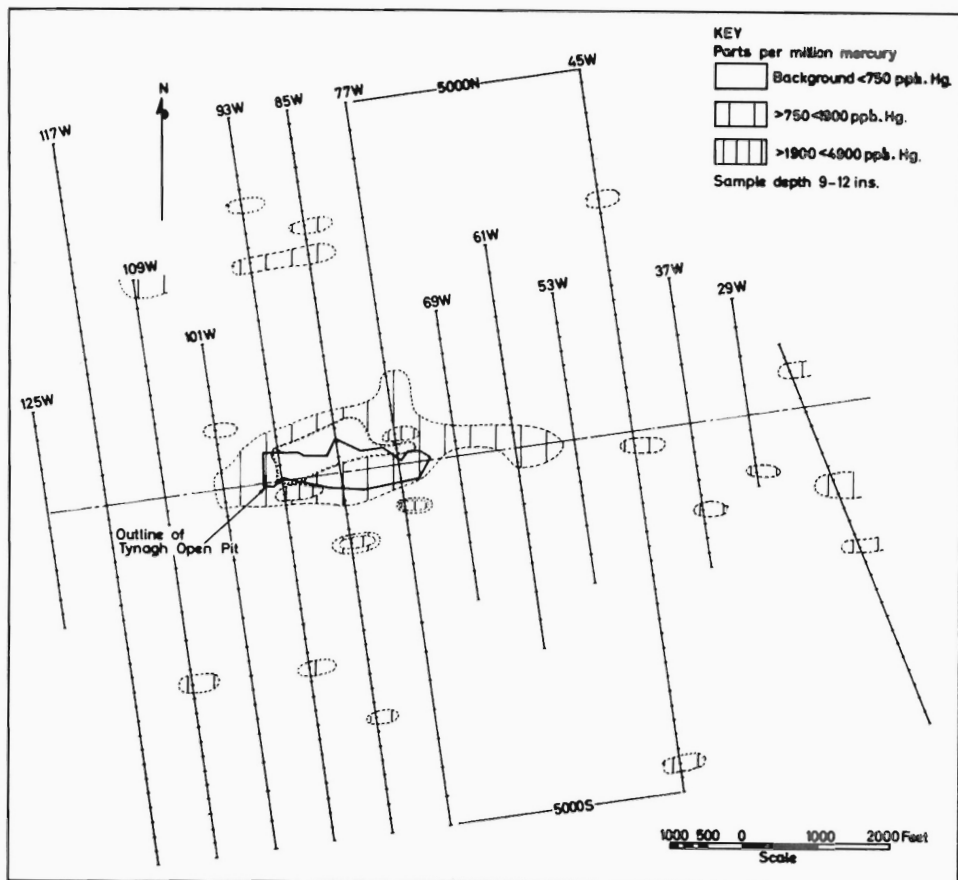 KEY
Parts per million mercury
Background <750 ppb. Hg.
>750<1900 ppb. Hg.
>1900<4900 ppb. Hg.
Sample depth 9-12 ins.
N
117W
93W
85W
77W
5000N
45W
109W
101W
125W
69W
61W
53W
37W
29W
Outline of
Tynagh Open Pit
5000S
1000 500 0 1000 2000 Feet
Scale